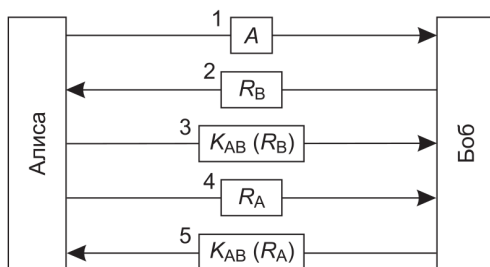 Алиса
1 A
2 R_B
3 K_AB (R_B)
4 R_A
5 K_AB (R_A)
Боб